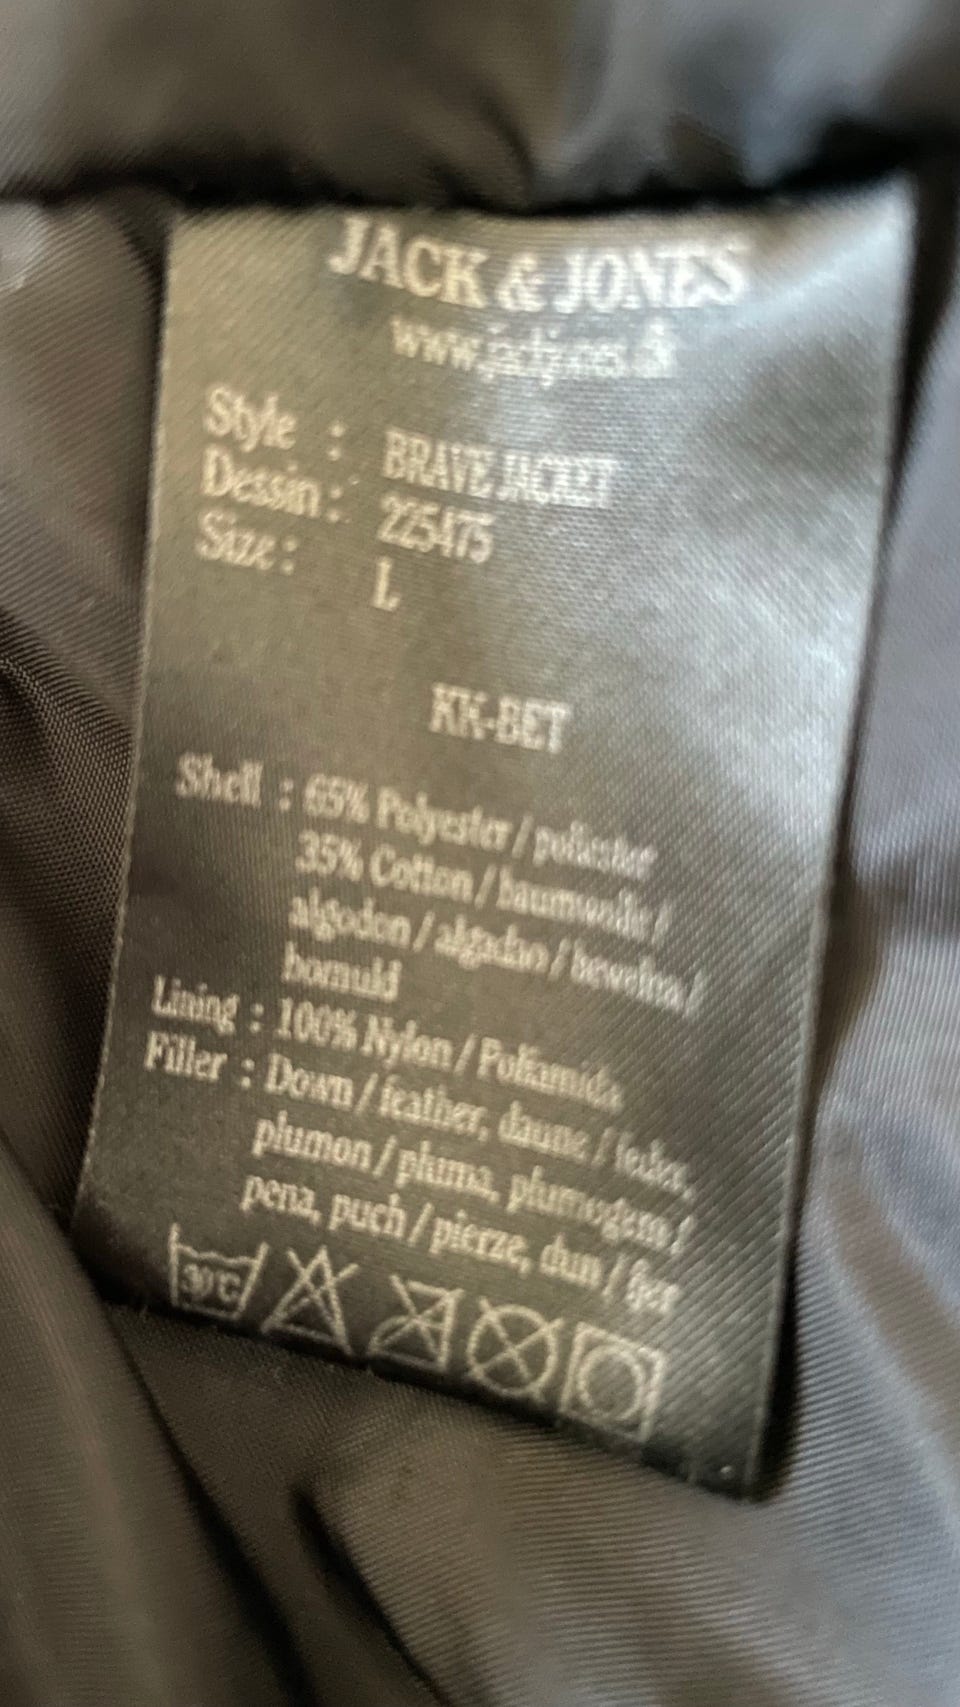 JACK & JONES
www.jackjones.dk
Style : BRAVE JACKET
Dessin : 225475
Size : L
KK-BET
Shell : 65% Polyester / poliester
35% Cotton / baumwolle /
algodon / algodao / bewelna /
bomuld
Lining : 100% Nylon / Poliamida
Filler : Down / feather, daune / feder,
plumon / pluma, plumogem /
pena, puch / pierze, dun / fjer
30°C